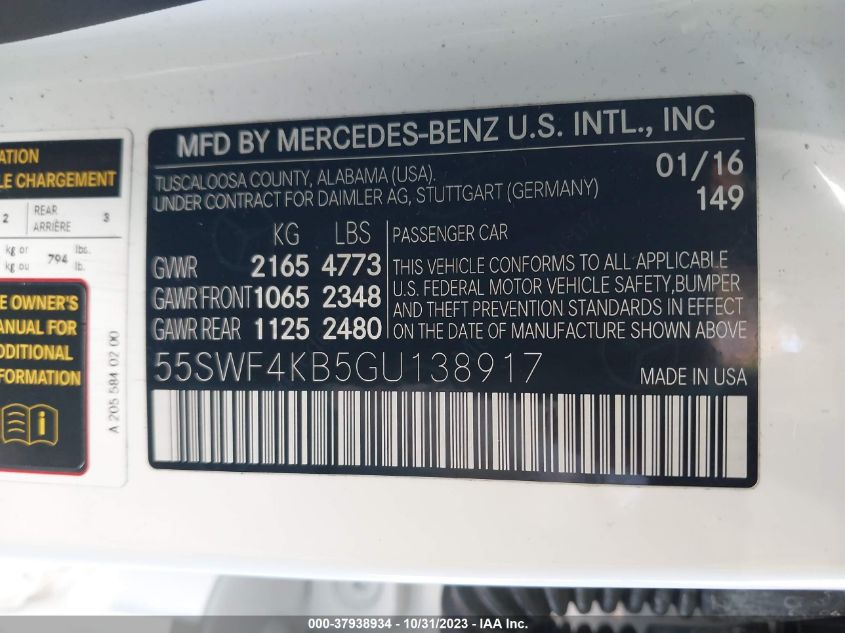 ATION
LE CHARGEMENT
2 REAR ARRIÈRE 3
kg or lbs.
kg ou 794 lb.
E OWNER'S
ANUAL FOR
DDITIONAL
FORMATION
A 205 584 02 00
MFD BY MERCEDES-BENZ U.S. INTL., INC
TUSCALOOSA COUNTY, ALABAMA (USA). 01/16
UNDER CONTRACT FOR DAIMLER AG, STUTTGART (GERMANY) 149
KG LBS PASSENGER CAR
GVWR 2165 4773
GAWR FRONT 1065 2348
GAWR REAR 1125 2480
THIS VEHICLE CONFORMS TO ALL APPLICABLE
U.S. FEDERAL MOTOR VEHICLE SAFETY, BUMPER
AND THEFT PREVENTION STANDARDS IN EFFECT
ON THE DATE OF MANUFACTURE SHOWN ABOVE
55SWF4KB5GU138917 MADE IN USA
000-37938934 / 10/31/2023 - Copyright IAA, Inc.